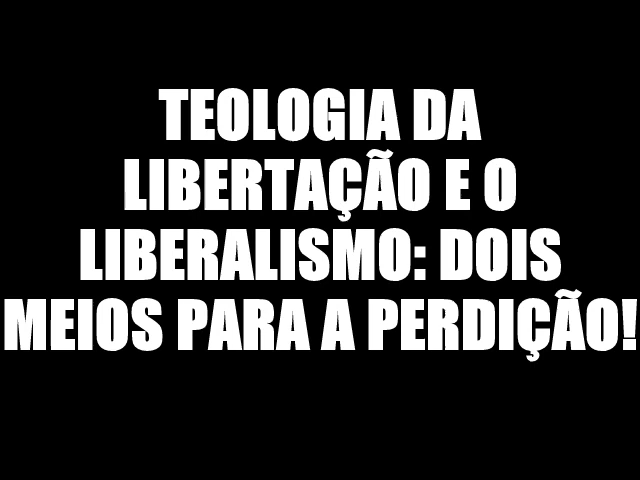 TEOLOGIA DA
LIBERTAÇÃO E O
LIBERALISMO: DOIS
MEIOS PARA A PERDIÇÃO!